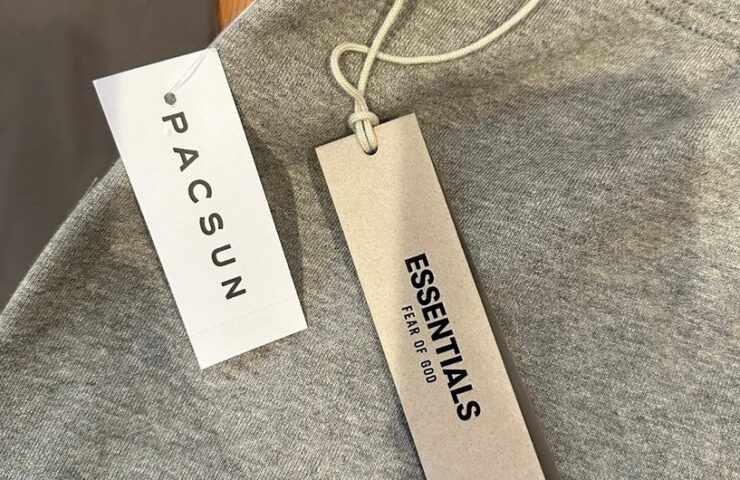 PACSUN
ESSENTIALS
FEAR OF GOD